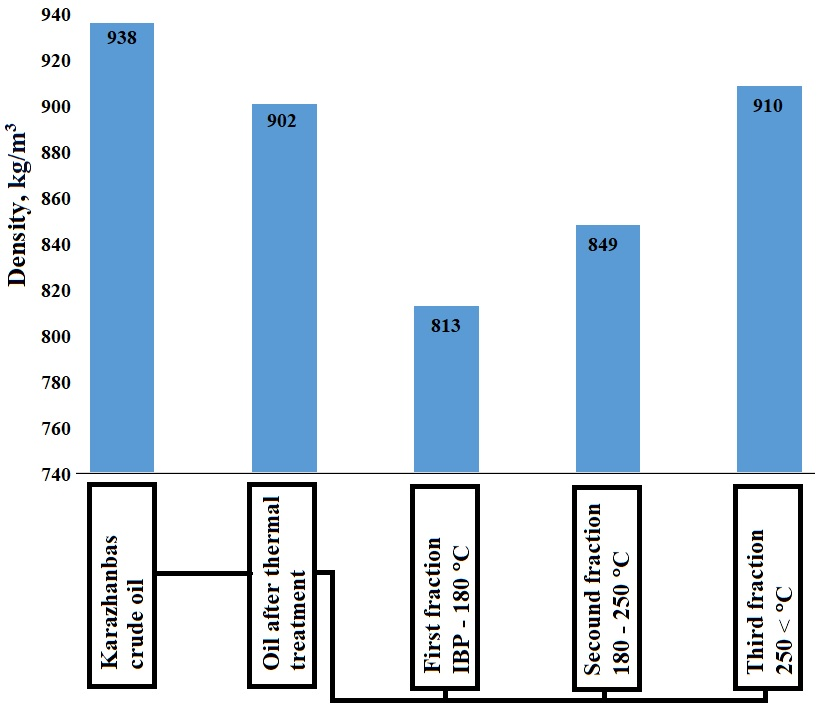 940
920
900
880
860
840
820
800
780
760
740
Density, kg/m³
938
902
813
849
910
Karazhanbas
crude oil
Oil after thermal
treatment
First fraction
IBP - 180 °C
Secound fraction
180 - 250 °C
Third fraction
250 < °C